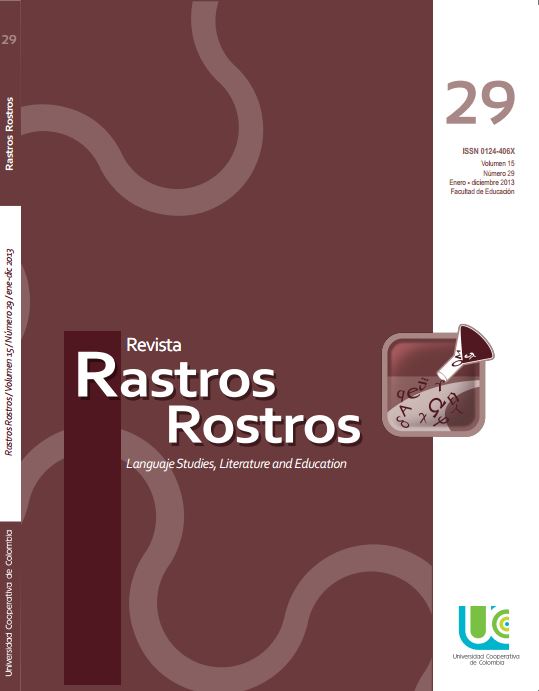 29
Rastros Rostros
Rastros Rastros / Volumen 15 / Número 29 / ene-dic 2013
Universidad Cooperativa de Colombia
29
ISSN 0124-406X
Volumen 15
Número 29
Enero • diciembre 2013
Facultad de Educación
Revista
Rastros
Rostros
Languaje Studies, Literature and Education
Universidad Cooperativa
de Colombia